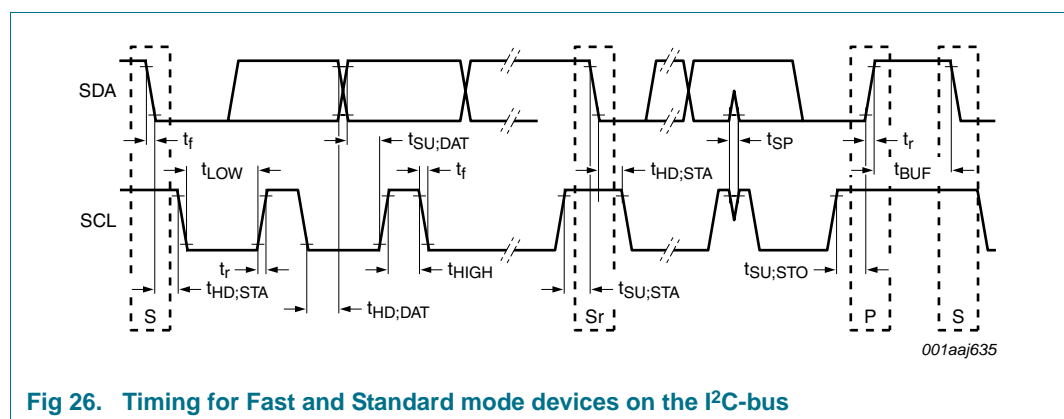 SDA
t_f
t_SU;DAT
t_SP
t_r
t_LOW
t_f
t_HD;STA
t_BUF
SCL
t_r
t_HD;STA
t_HD;DAT
t_HIGH
t_SU;STA
t_SU;STO
S
Sr
P
S
001aaj635
Fig 26. Timing for Fast and Standard mode devices on the I²C-bus